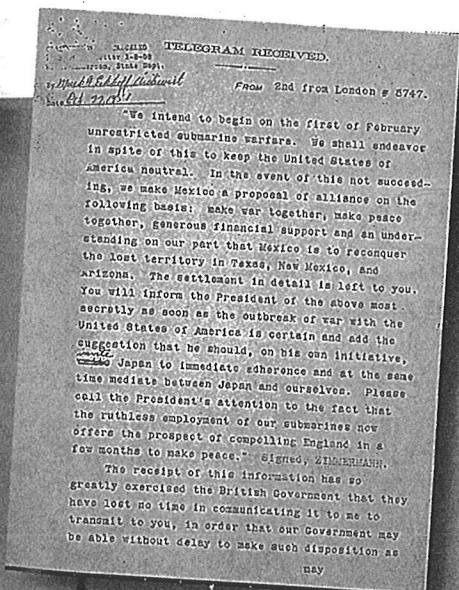 TELEGRAM RECEIVED.
letter 1-8-58
State Dept.
By Mark G. Eckhoff Archivist
FROM 2nd from London # 5747.
"We intend to begin on the first of February
unrestricted submarine warfare. We shall endeavor
in spite of this to keep the United States of
America neutral. In the event of this not succeed-
ing, we make Mexico a proposal of alliance on the
following basis: make war together, make peace
together, generous financial support and an under-
standing on our part that Mexico is to reconquer
the lost territory in Texas, New Mexico, and
Arizona. The settlement in detail is left to you.
You will inform the President of the above most
secretly as soon as the outbreak of war with the
United States of America is certain and add the
suggestion that he should, on his own initiative,
invite Japan to immediate adherence and at the same
time mediate between Japan and ourselves. Please
call the President's attention to the fact that
the ruthless employment of our submarines now
offers the prospect of compelling England in a
few months to make peace." Signed, ZIMMERMANN.
The receipt of this information has so
greatly exercised the British Government that they
have lost no time in communicating it to me to
transmit to you, in order that our Government may
be able without delay to make such disposition as
may